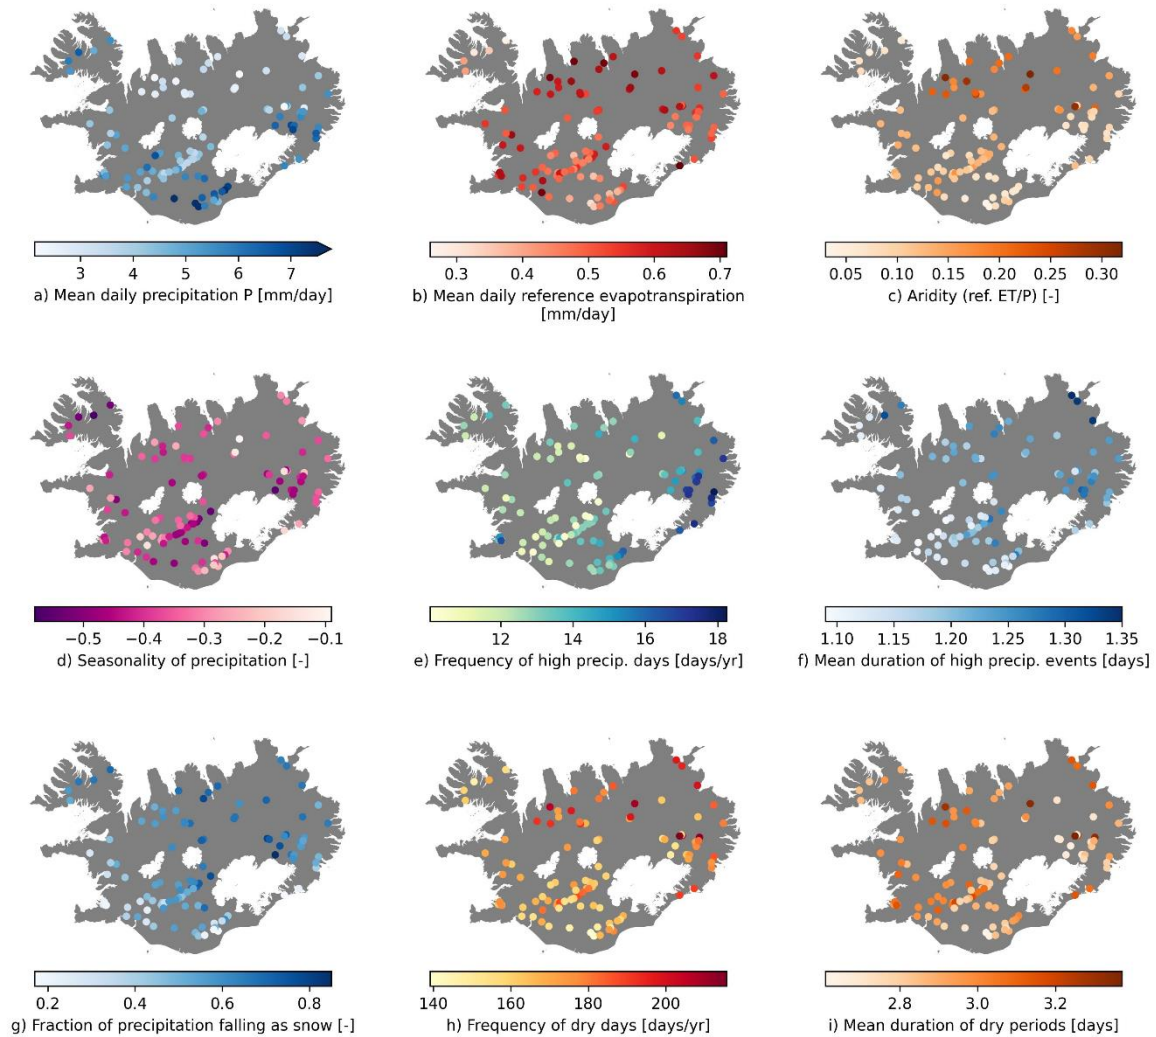 3 4 5 6 7
a) Mean daily precipitation P [mm/day]
0.3 0.4 0.5 0.6 0.7
b) Mean daily reference evapotranspiration
[mm/day]
0.05 0.10 0.15 0.20 0.25 0.30
c) Aridity (ref. ET/P) [-]
−0.5 −0.4 −0.3 −0.2 −0.1
d) Seasonality of precipitation [-]
12 14 16 18
e) Frequency of high precip. days [days/yr]
1.10 1.15 1.20 1.25 1.30 1.35
f) Mean duration of high precip. events [days]
0.2 0.4 0.6 0.8
g) Fraction of precipitation falling as snow [-]
140 160 180 200
h) Frequency of dry days [days/yr]
2.8 3.0 3.2
i) Mean duration of dry periods [days]